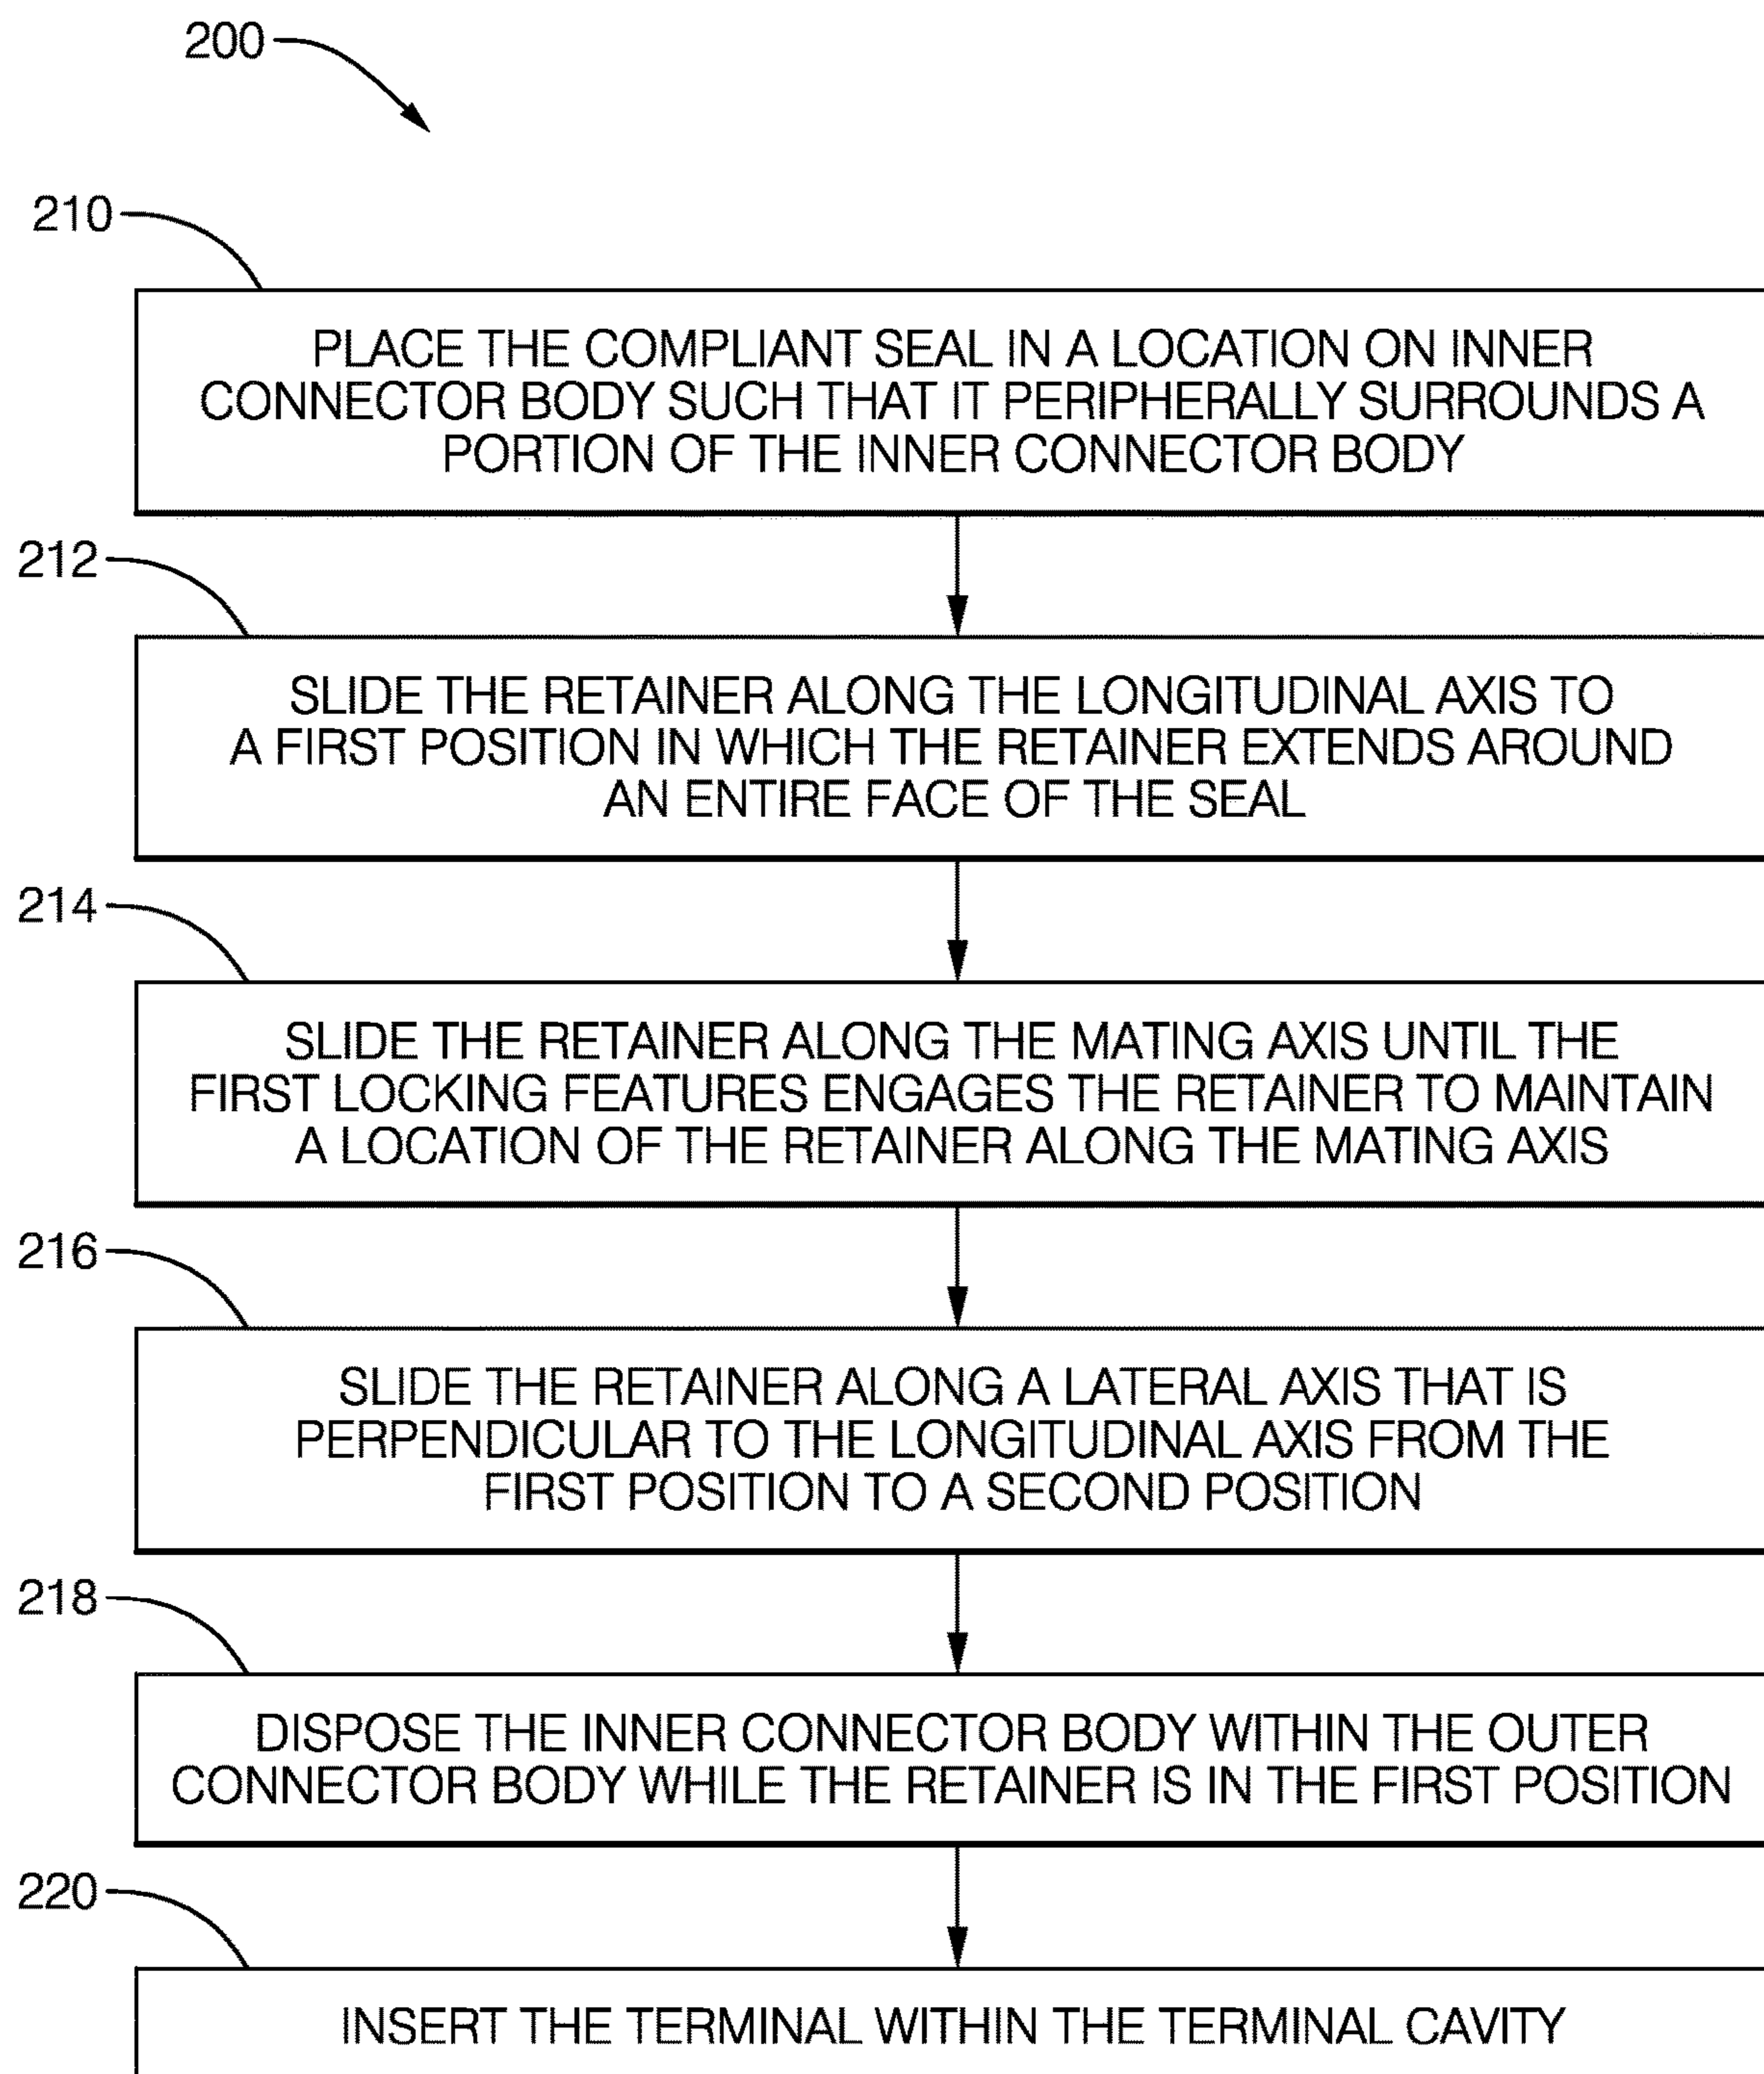 200
210
PLACE THE COMPLIANT SEAL IN A LOCATION ON INNER
CONNECTOR BODY SUCH THAT IT PERIPHERALLY SURROUNDS A
PORTION OF THE INNER CONNECTOR BODY
212
SLIDE THE RETAINER ALONG THE LONGITUDINAL AXIS TO
A FIRST POSITION IN WHICH THE RETAINER EXTENDS AROUND
AN ENTIRE FACE OF THE SEAL
214
SLIDE THE RETAINER ALONG THE MATING AXIS UNTIL THE
FIRST LOCKING FEATURES ENGAGES THE RETAINER TO MAINTAIN
A LOCATION OF THE RETAINER ALONG THE MATING AXIS
216
SLIDE THE RETAINER ALONG A LATERAL AXIS THAT IS
PERPENDICULAR TO THE LONGITUDINAL AXIS FROM THE
FIRST POSITION TO A SECOND POSITION
218
DISPOSE THE INNER CONNECTOR BODY WITHIN THE OUTER
CONNECTOR BODY WHILE THE RETAINER IS IN THE FIRST POSITION
220
INSERT THE TERMINAL WITHIN THE TERMINAL CAVITY